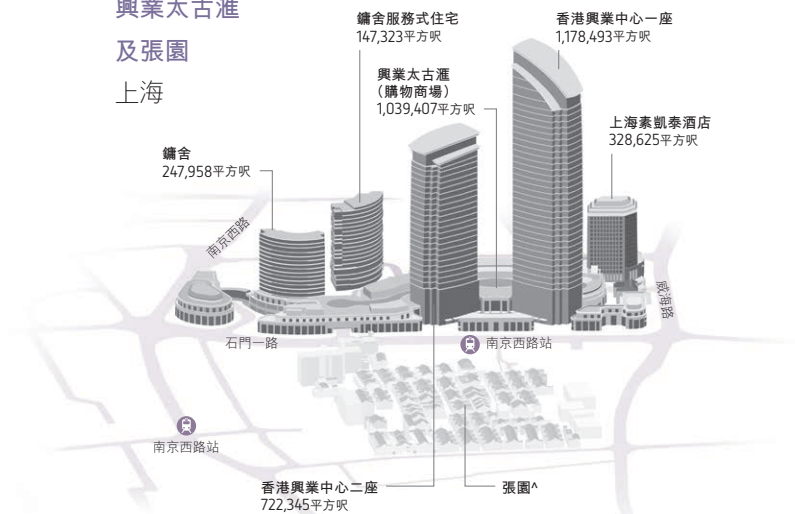 興業太古滙
及張園
上海
鏞舍服務式住宅
147,323平方呎
香港興業中心一座
1,178,493平方呎
興業太古滙
（購物商場）
1,039,407平方呎
上海素凱泰酒店
328,625平方呎
鏞舍
247,958平方呎
南京西路
威海路
石門一路
南京西路站
南京西路站
香港興業中心二座
722,345平方呎
張園^